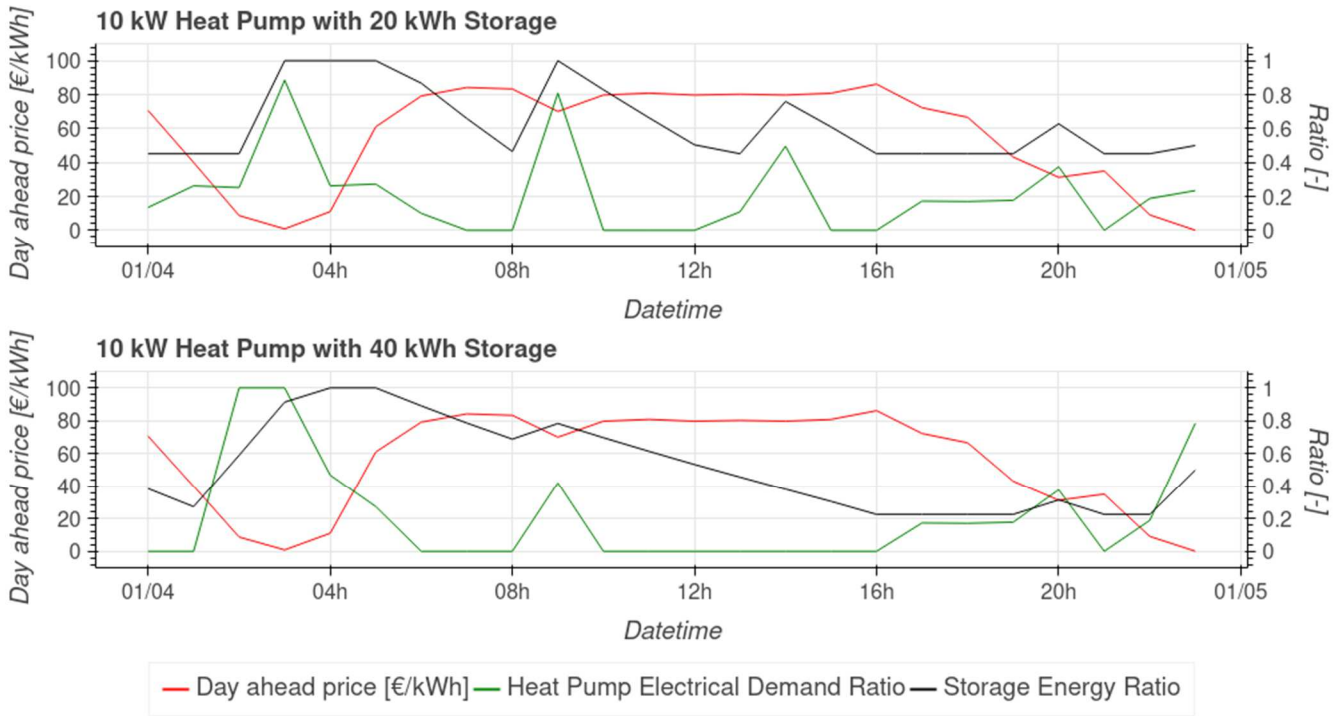 10 kW Heat Pump with 20 kWh Storage
Day ahead price [€/kWh]
100
80
60
40
20
0
1
0.8
0.6
0.4
0.2
0
Ratio [-]
01/04 04h 08h 12h 16h 20h 01/05
Datetime
10 kW Heat Pump with 40 kWh Storage
Day ahead price [€/kWh]
100
80
60
40
20
0
1
0.8
0.6
0.4
0.2
0
Ratio [-]
01/04 04h 08h 12h 16h 20h 01/05
Datetime
Day ahead price [€/kWh] Heat Pump Electrical Demand Ratio Storage Energy Ratio